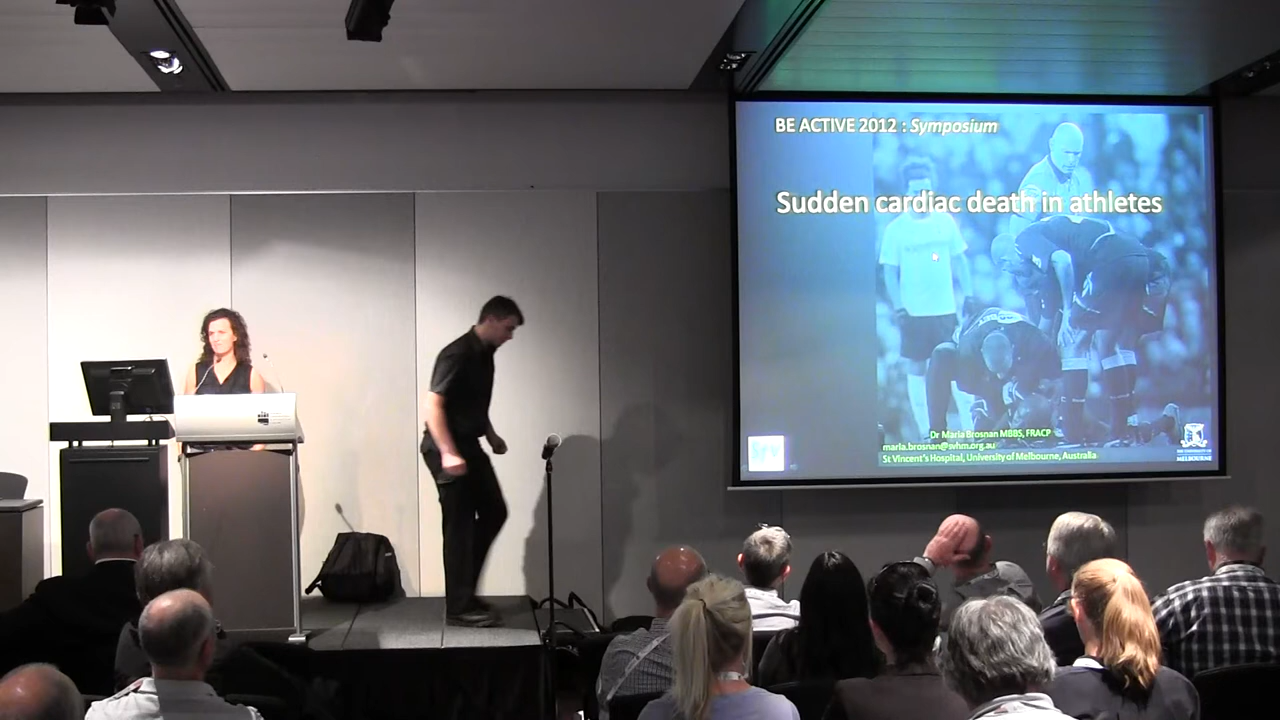 BE ACTIVE 2012 : Symposium
Sudden cardiac death in athletes
Dr Maria Brosnan MBBS, FRACP
maria.brosnan@svhm.org.au
St Vincent's Hospital, University of Melbourne, Australia
MELBOURNE